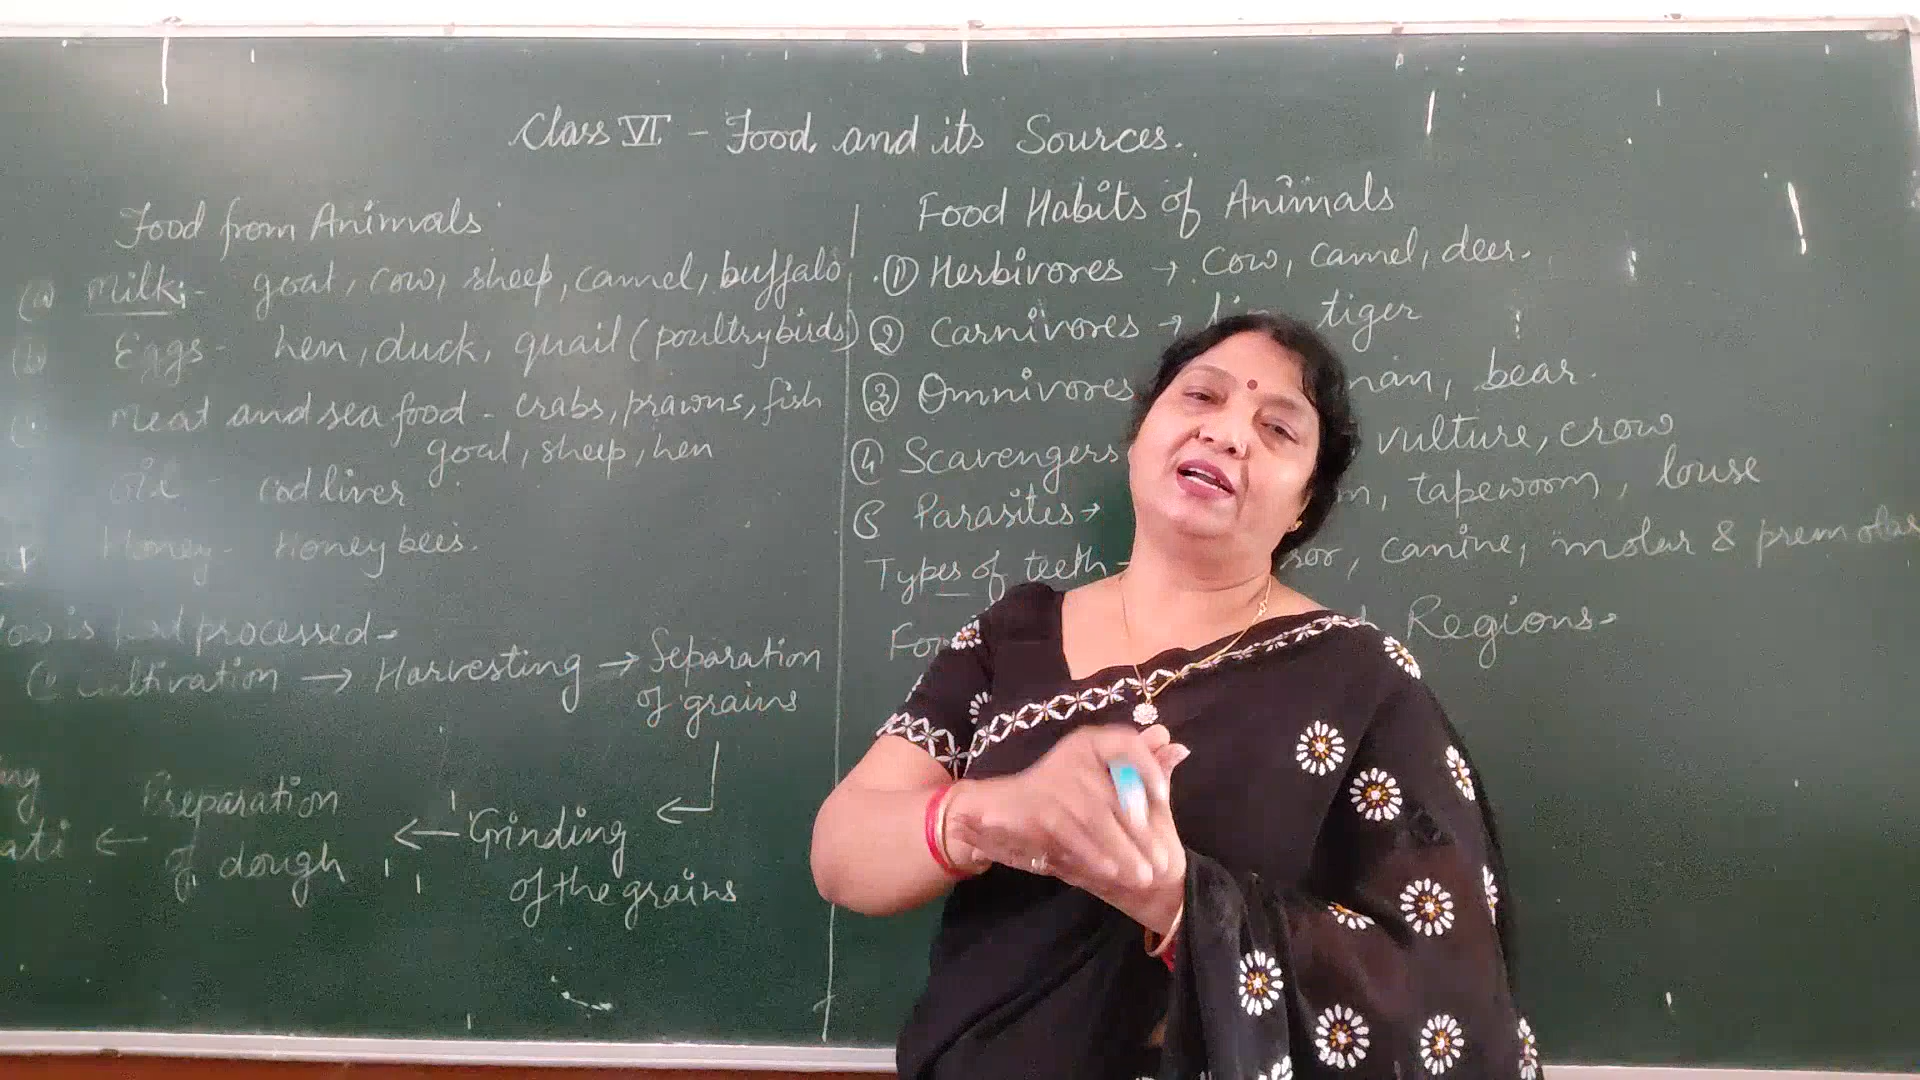 Class VI - Food and its Sources.
Food from Animals
(a) Milk:- goat, cow, sheep, camel, buffalo
(b) Eggs- hen, duck, quail (poultry birds)
Meat and sea food - crabs, prawns, fish
goat, sheep, hen
oil - cod liver
Honey- Honey bees.
processed-
cultivation → Harvesting → Separation
of grains
Grinding
of the grains
←
Preparation
of dough
←
Food Habits of Animals
① Herbivores → Cow, camel, deer.
② Carnivores → tiger
③ Omnivores bear.
④ Scavengers vulture, crow
5 Parasites → tapeworm, louse
Types of teeth - canine, molar & premolar
Regions-